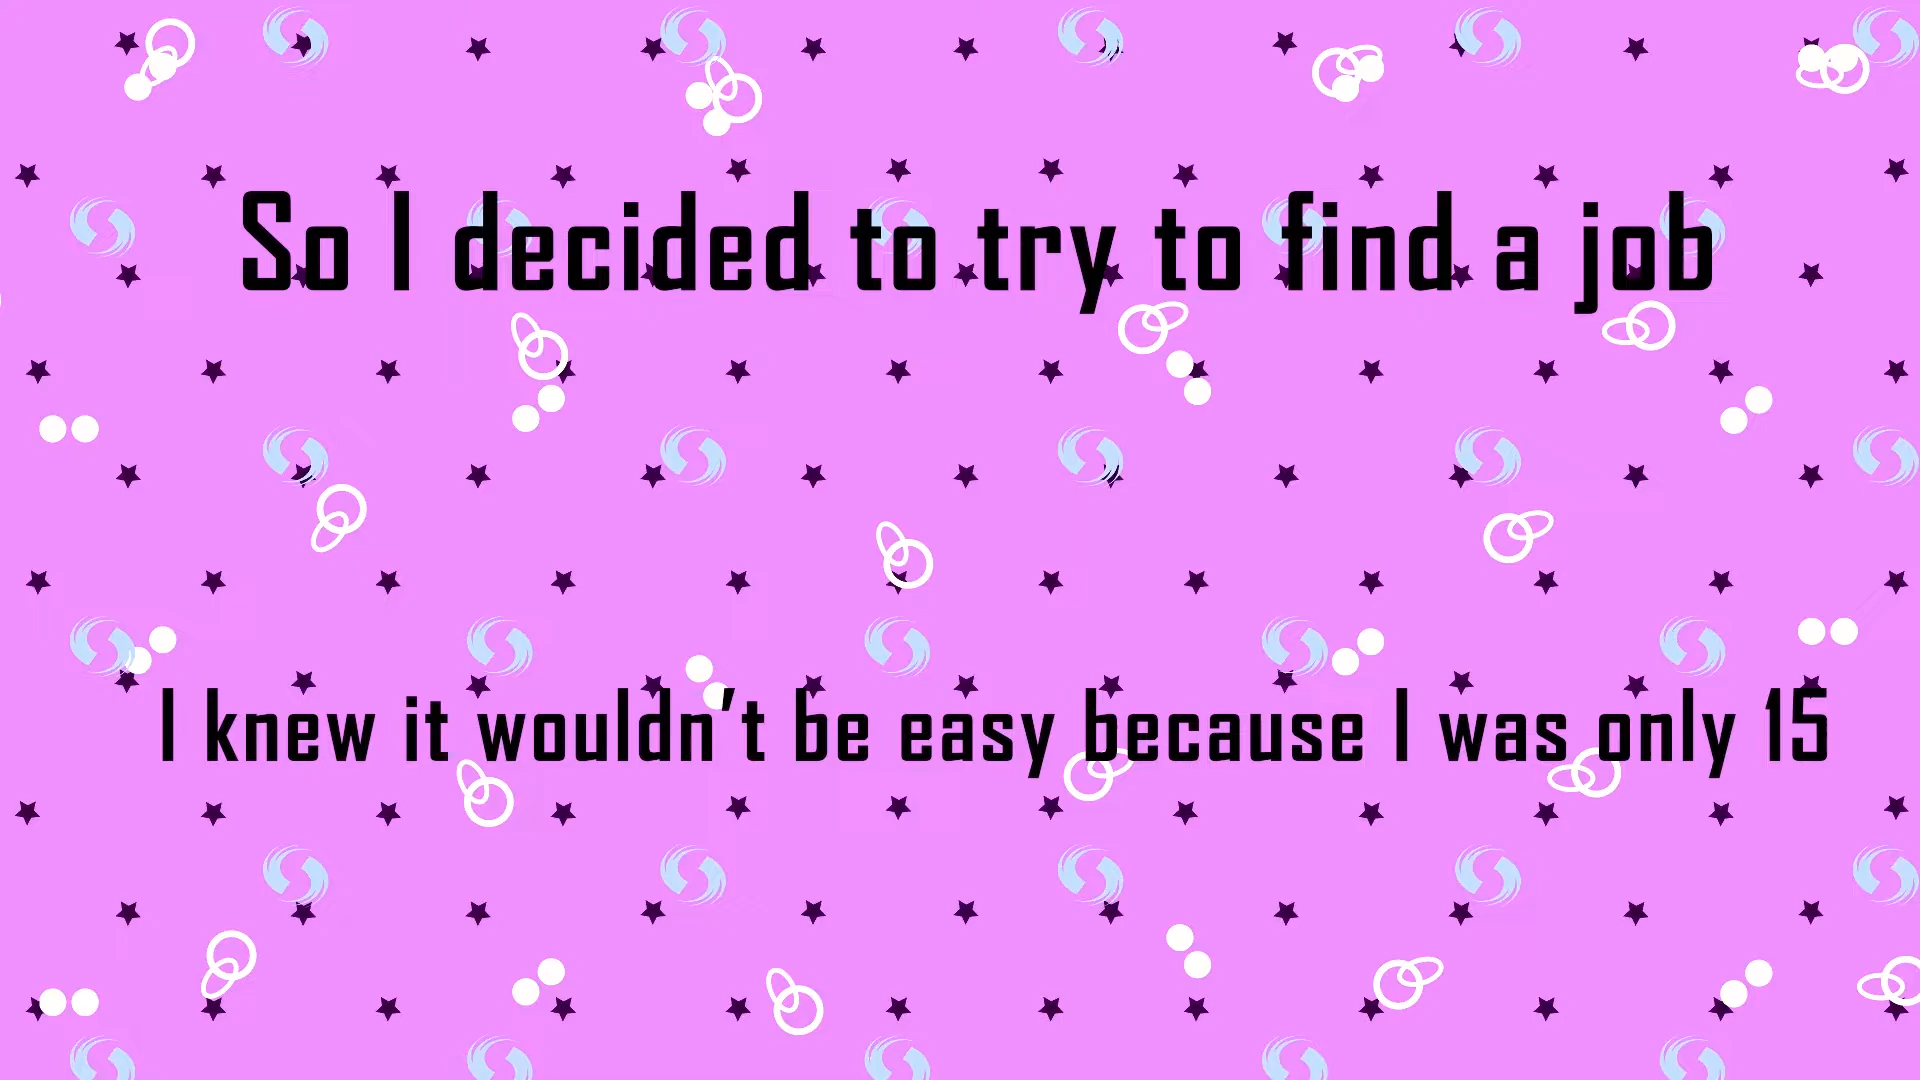 So I decided to try to find a job
I knew it wouldn't be easy because I was only 15